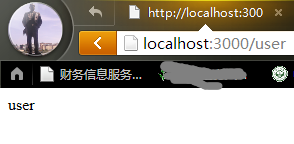 http://localhost:300
localhost:3000/user
财务信息服务...
user